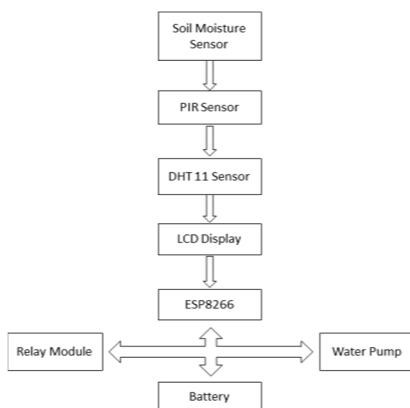 Soil Moisture
Sensor
PIR Sensor
DHT 11 Sensor
LCD Display
ESP8266
Relay Module
Water Pump
Battery